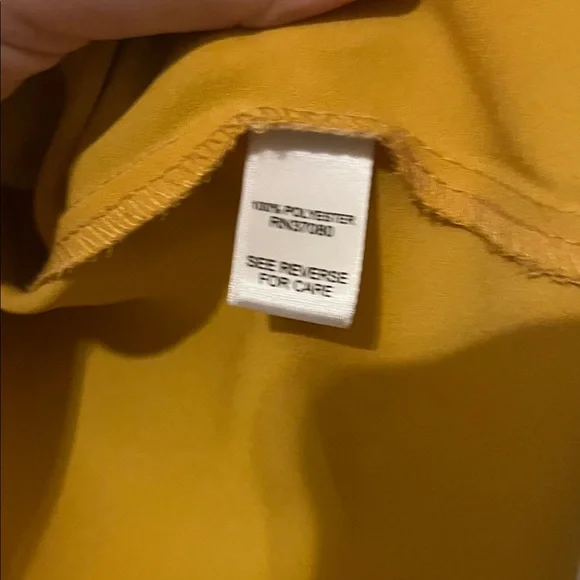 100% POLYESTER
RN37080
SEE REVERSE
FOR CARE